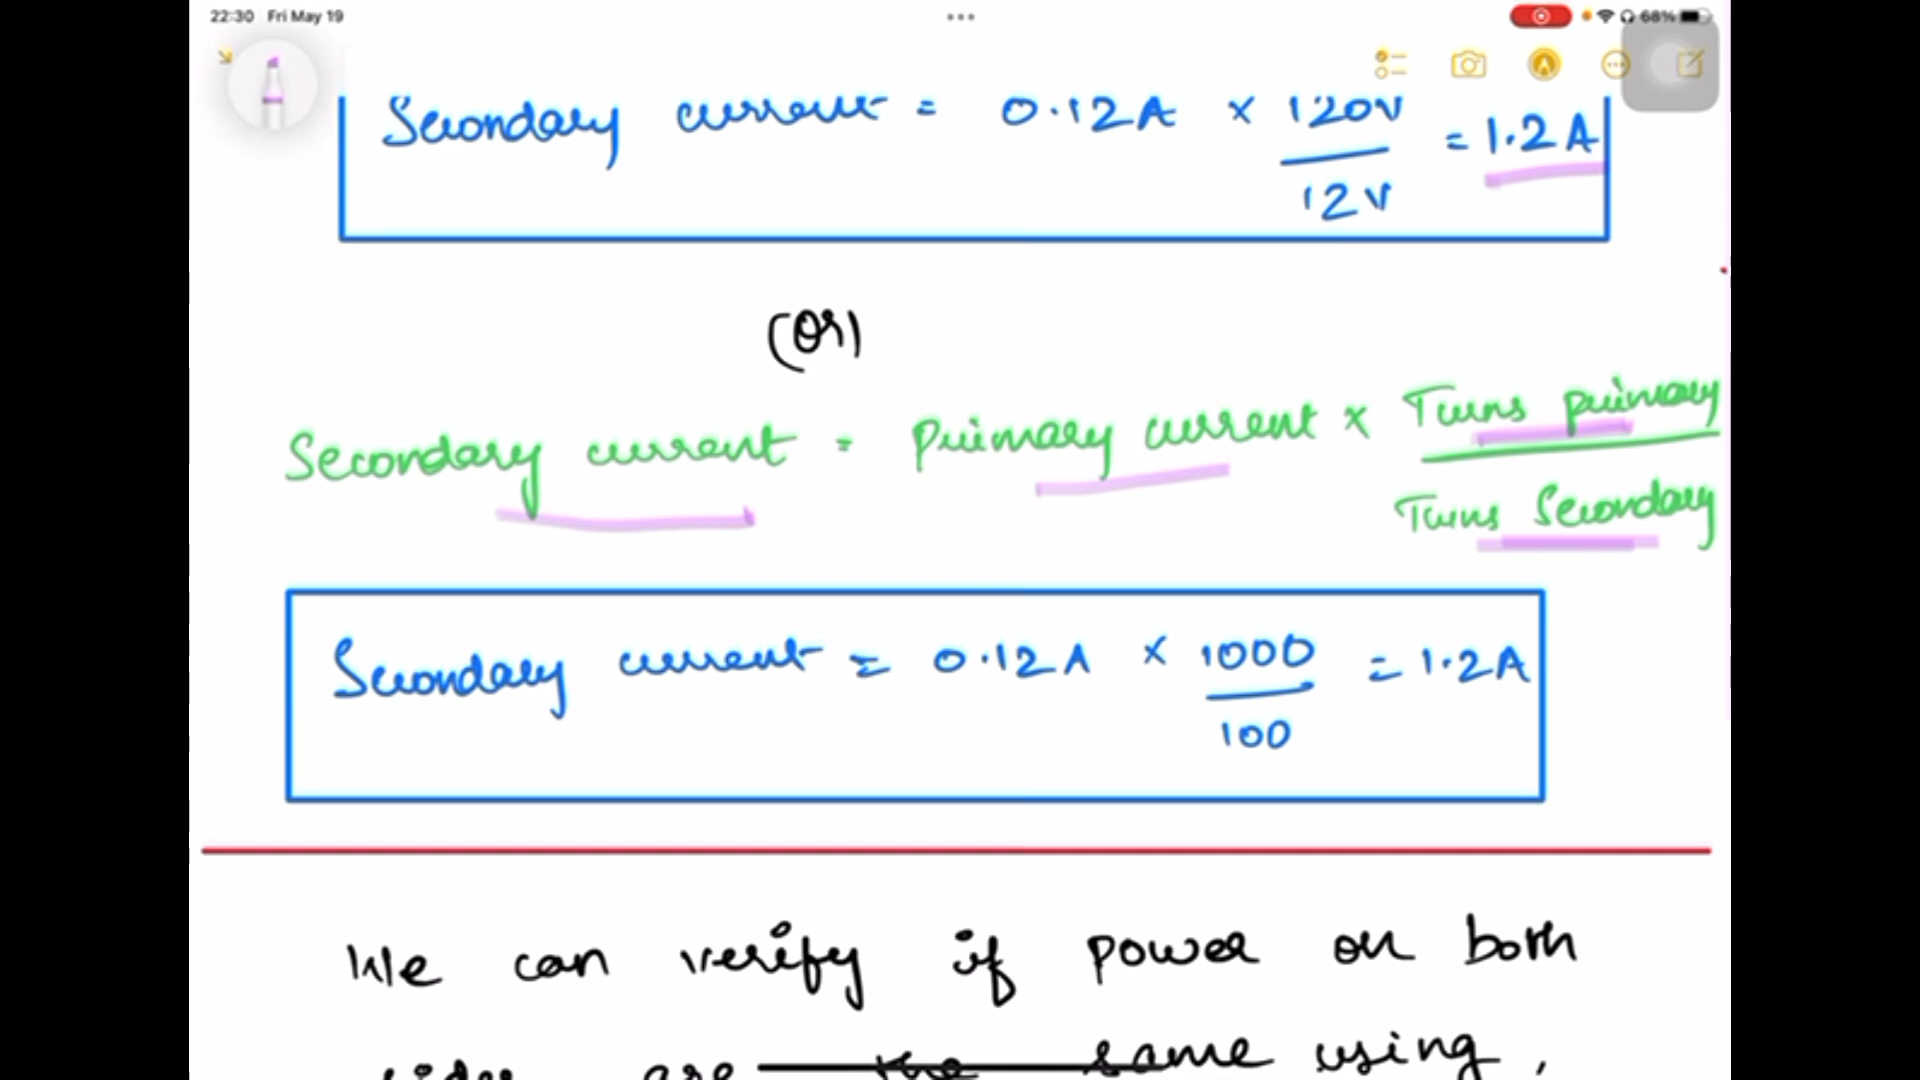 22:30 Fri May 19
68%
Secondary current = 0.12A × 120V / 12V = 1.2A
(Or)
Secondary current = Primary current × Turns primary / Turns Secondary
Secondary current = 0.12A × 1000 / 100 = 1.2A
We can verify if power on both
sides are the same using,